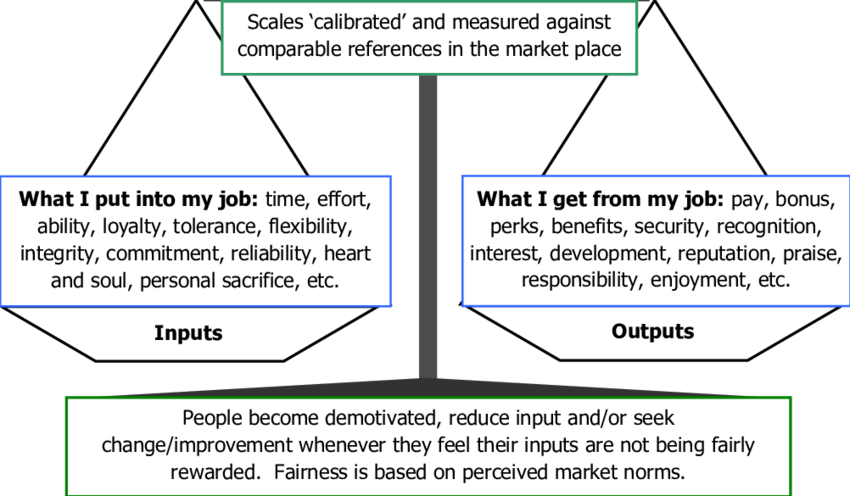 Scales ‘calibrated’ and measured against
comparable references in the market place
What I put into my job: time, effort,
ability, loyalty, tolerance, flexibility,
integrity, commitment, reliability, heart
and soul, personal sacrifice, etc.
Inputs
What I get from my job: pay, bonus,
perks, benefits, security, recognition,
interest, development, reputation, praise,
responsibility, enjoyment, etc.
Outputs
People become demotivated, reduce input and/or seek
change/improvement whenever they feel their inputs are not being fairly
rewarded.  Fairness is based on perceived market norms.